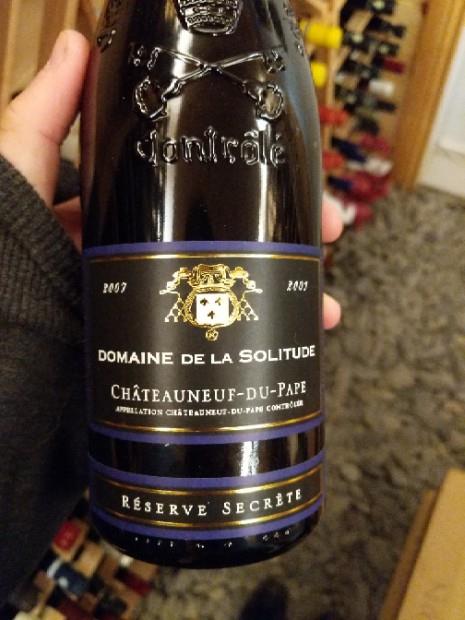 Contrôlé
2007 2007
DOMAINE DE LA SOLITUDE
CHÂTEAUNEUF-DU-PAPE
APPELLATION CHÂTEAUNEUF-DU-PAPE CONTRÔLÉE
RÉSERVE SECRÈTE